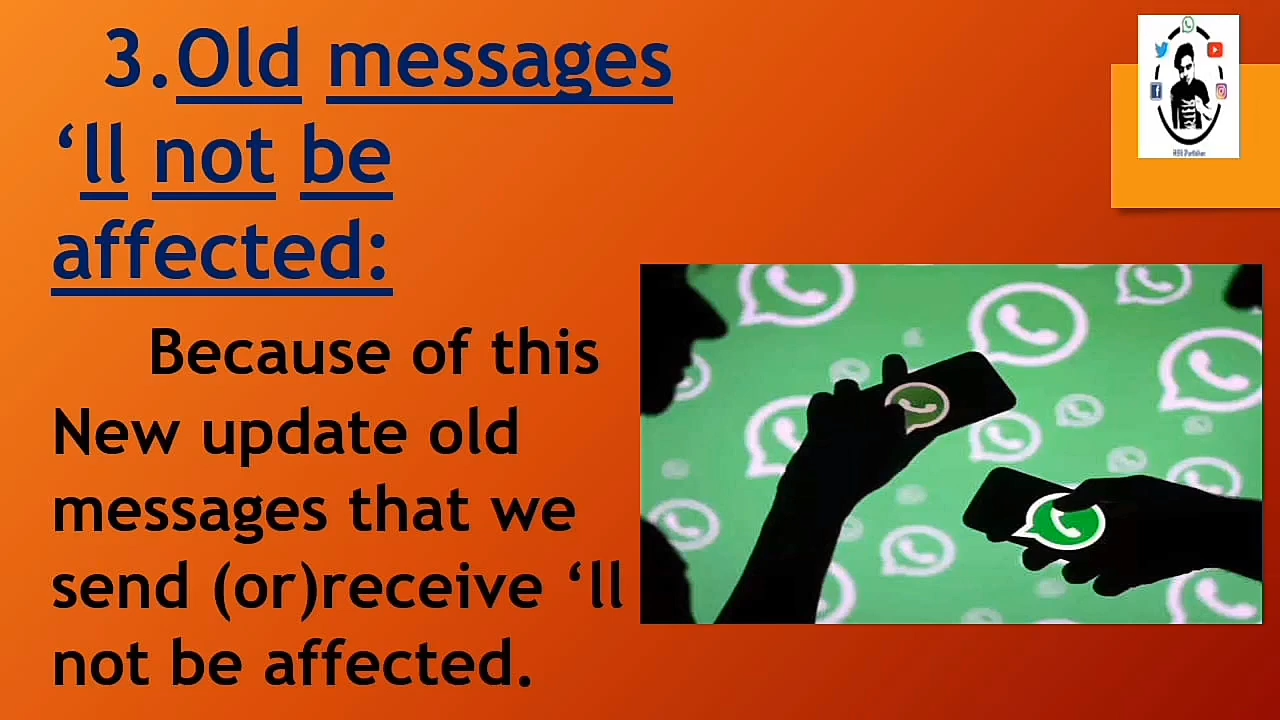 3.Old messages
‘ll not be
affected:
Because of this
New update old
messages that we
send (or)receive ‘ll
not be affected.